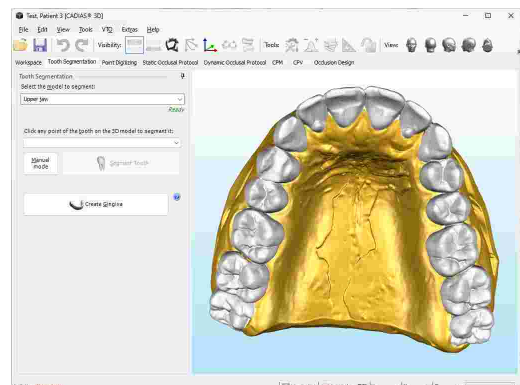 Test, Patient 3 [CADIAS® 3D]
File Edit View Tools VTO Extras Help
Visibility: Tools: View:
Workspace Tooth Segmentation Point Digitizing Static Occlusal Protocol Dynamic Occlusal Protocol CPM CPV Occlusion Design
Tooth Segmentation
Select the model to segment:
Upper jaw
Ready
Click any point of the tooth on the 3D model to segment it:
Manual mode
Segment Tooth
Create Gingiva